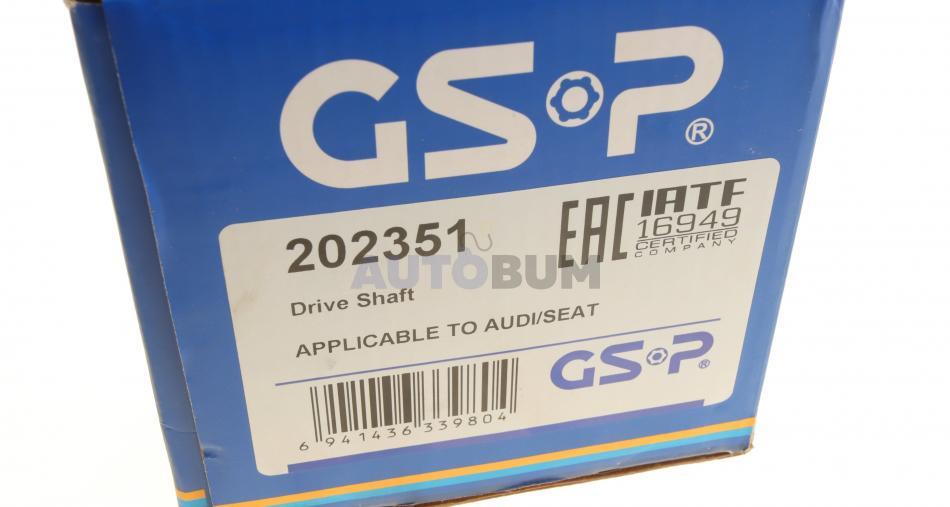 GSP®
202351
EAC
IATF
16949
CERTIFIED
COMPANY
AUTOBUM
Drive Shaft
APPLICABLE TO AUDI/SEAT
GSP®
6 941436 339804